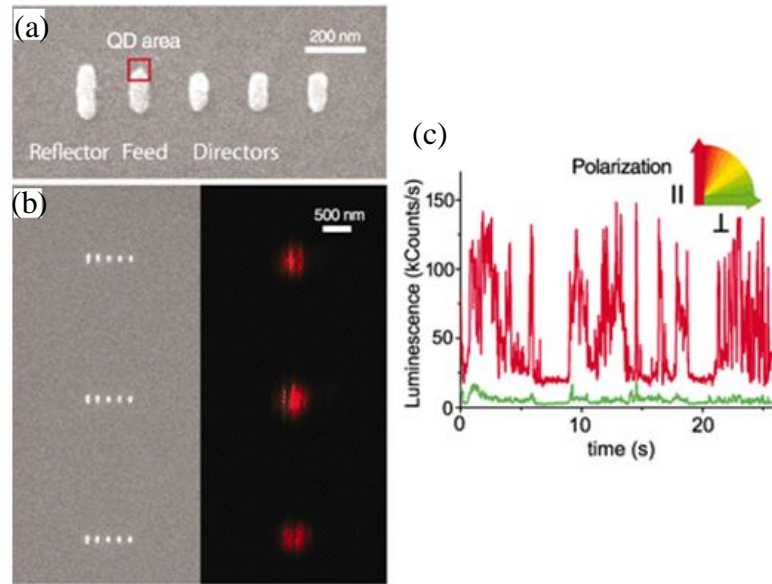 (a)
QD area
200 nm
Reflector Feed Directors
(b)
500 nm
(c)
Polarization
||
⊥
Luminescence (kCounts/s)
150
100
50
0
0 10 20
time (s)